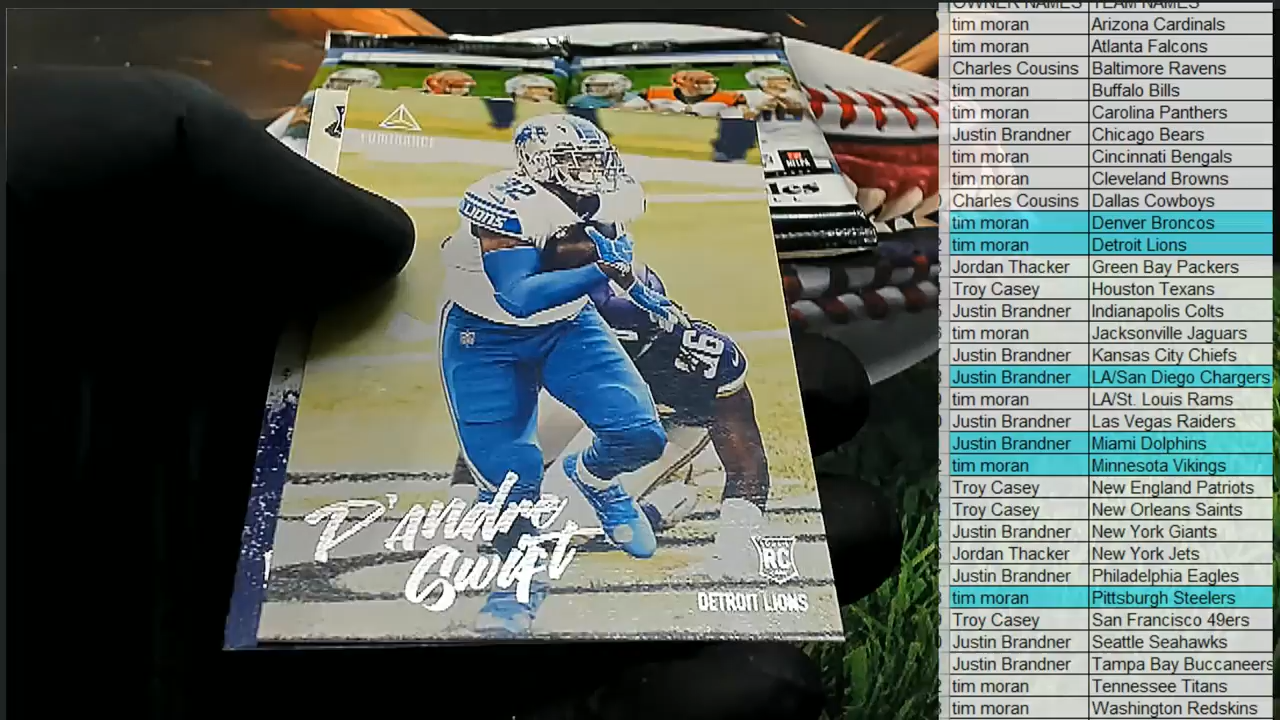 LUMINANCE
LIONS
D'Andre
Swift
RC
DETROIT LIONS
OWNER NAMES TEAM NAMES
tim moran Arizona Cardinals
tim moran Atlanta Falcons
Charles Cousins Baltimore Ravens
tim moran Buffalo Bills
tim moran Carolina Panthers
Justin Brandner Chicago Bears
tim moran Cincinnati Bengals
tim moran Cleveland Browns
Charles Cousins Dallas Cowboys
tim moran Denver Broncos
tim moran Detroit Lions
Jordan Thacker Green Bay Packers
Troy Casey Houston Texans
Justin Brandner Indianapolis Colts
tim moran Jacksonville Jaguars
Justin Brandner Kansas City Chiefs
Justin Brandner LA/San Diego Chargers
tim moran LA/St. Louis Rams
Justin Brandner Las Vegas Raiders
Justin Brandner Miami Dolphins
tim moran Minnesota Vikings
Troy Casey New England Patriots
Troy Casey New Orleans Saints
Justin Brandner New York Giants
Jordan Thacker New York Jets
Justin Brandner Philadelphia Eagles
tim moran Pittsburgh Steelers
Troy Casey San Francisco 49ers
Justin Brandner Seattle Seahawks
Justin Brandner Tampa Bay Buccaneers
tim moran Tennessee Titans
tim moran Washington Redskins